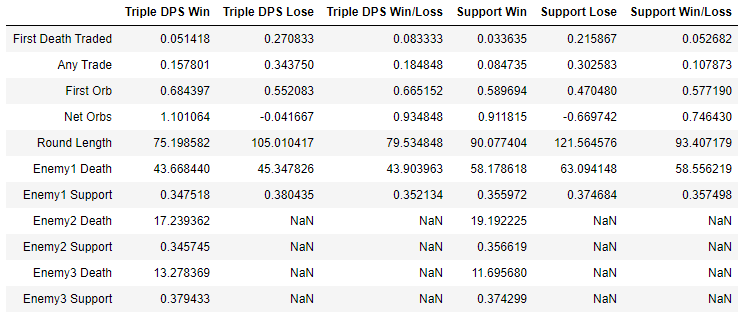 Triple DPS Win Triple DPS Lose Triple DPS Win/Loss Support Win Support Lose Support Win/Loss
First Death Traded 0.051418 0.270833 0.083333 0.033635 0.215867 0.052682
Any Trade 0.157801 0.343750 0.184848 0.084735 0.302583 0.107873
First Orb 0.684397 0.552083 0.665152 0.589694 0.470480 0.577190
Net Orbs 1.101064 -0.041667 0.934848 0.911815 -0.669742 0.746430
Round Length 75.198582 105.010417 79.534848 90.077404 121.564576 93.407179
Enemy1 Death 43.668440 45.347826 43.903963 58.178618 63.094148 58.556219
Enemy1 Support 0.347518 0.380435 0.352134 0.355972 0.374684 0.357498
Enemy2 Death 17.239362 NaN NaN 19.192225 NaN NaN
Enemy2 Support 0.345745 NaN NaN 0.356619 NaN NaN
Enemy3 Death 13.278369 NaN NaN 11.695680 NaN NaN
Enemy3 Support 0.379433 NaN NaN 0.374299 NaN NaN